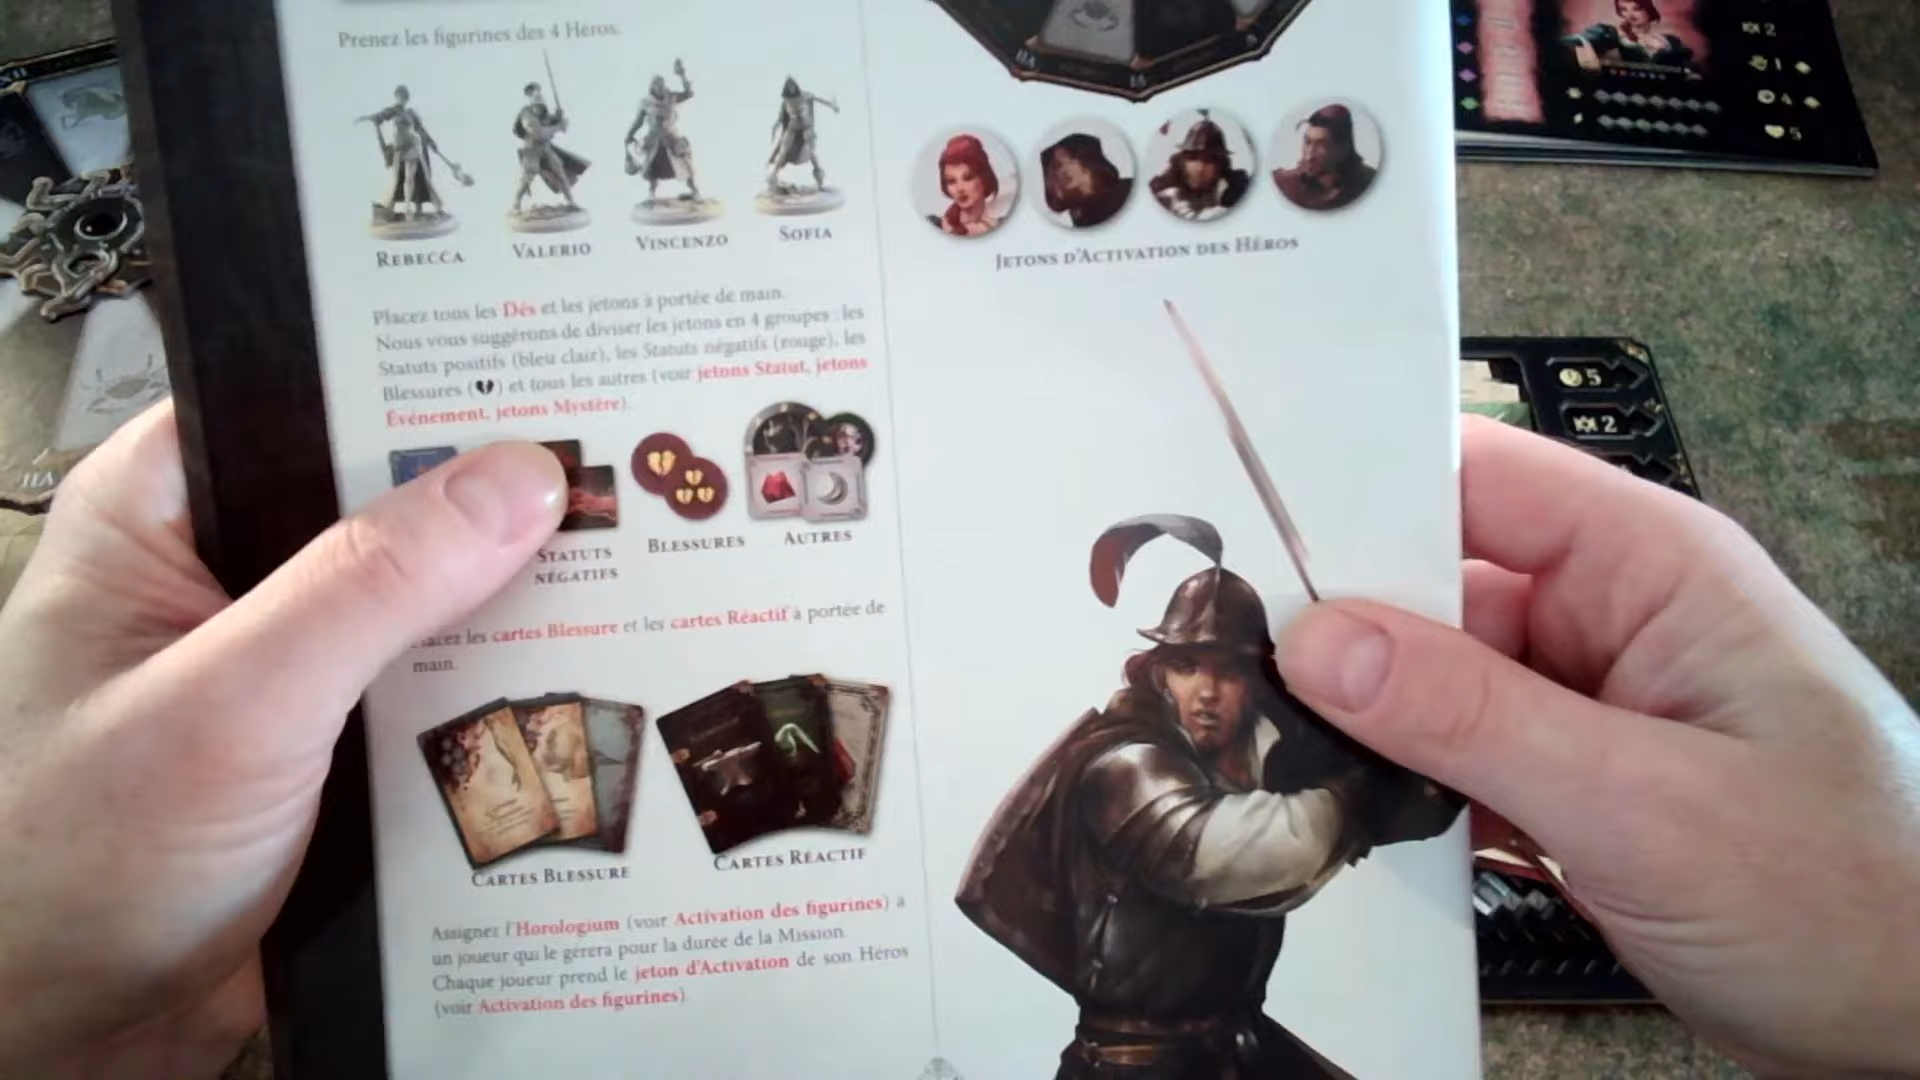 Prenez les figurines des 4 Héros.
REBECCA
VALERIO
VINCENZO
SOFIA
Placez tous les Dés et les jetons à portée de main.
Nous vous suggérons de diviser les jetons en 4 groupes : les
Statuts positifs (bleu clair), les Statuts négatifs (rouge), les
Blessures ( ) et tous les autres (voir jetons Statut, jetons
Événement, jetons Mystère).
STATUTS
NÉGATIFS
BLESSURES
AUTRES
les cartes Blessure et les cartes Réactif à portée de
main.
CARTES BLESSURE
CARTES RÉACTIF
Assignez l'Horologium (voir Activation des figurines) à
un joueur qui le gérera pour la durée de la Mission.
Chaque joueur prend le jeton d'Activation de son Héros
(voir Activation des figurines).
JETONS D'ACTIVATION DES HÉROS
2
1
4
5
5
2